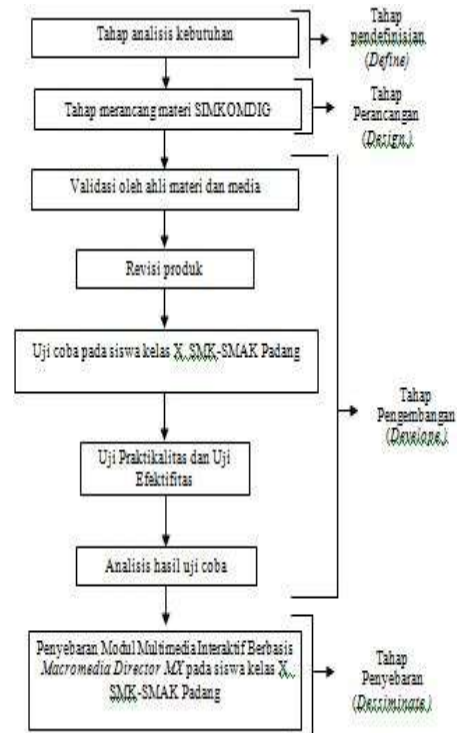 Tahap analisis kebutuhan
Tahap
pendefinisian
(Define)
Tahap merancang materi SIMKOMDIG
Tahap
Perancangan
(Design.)
Validasi oleh ahli materi dan media
Revisi produk
Uji coba pada siswa kelas X SMK-SMAK Padang
Uji Praktikalitas dan Uji
Efektifitas
Analisis hasil uji coba
Tahap
Pengembangan
(Develope.)
Penyebaran Modul Multimedia Interaktif Berbasis
Macromedia Director MX pada siswa kelas X
SMK-SMAK Padang
Tahap
Penyebaran
(Dessiminate.)